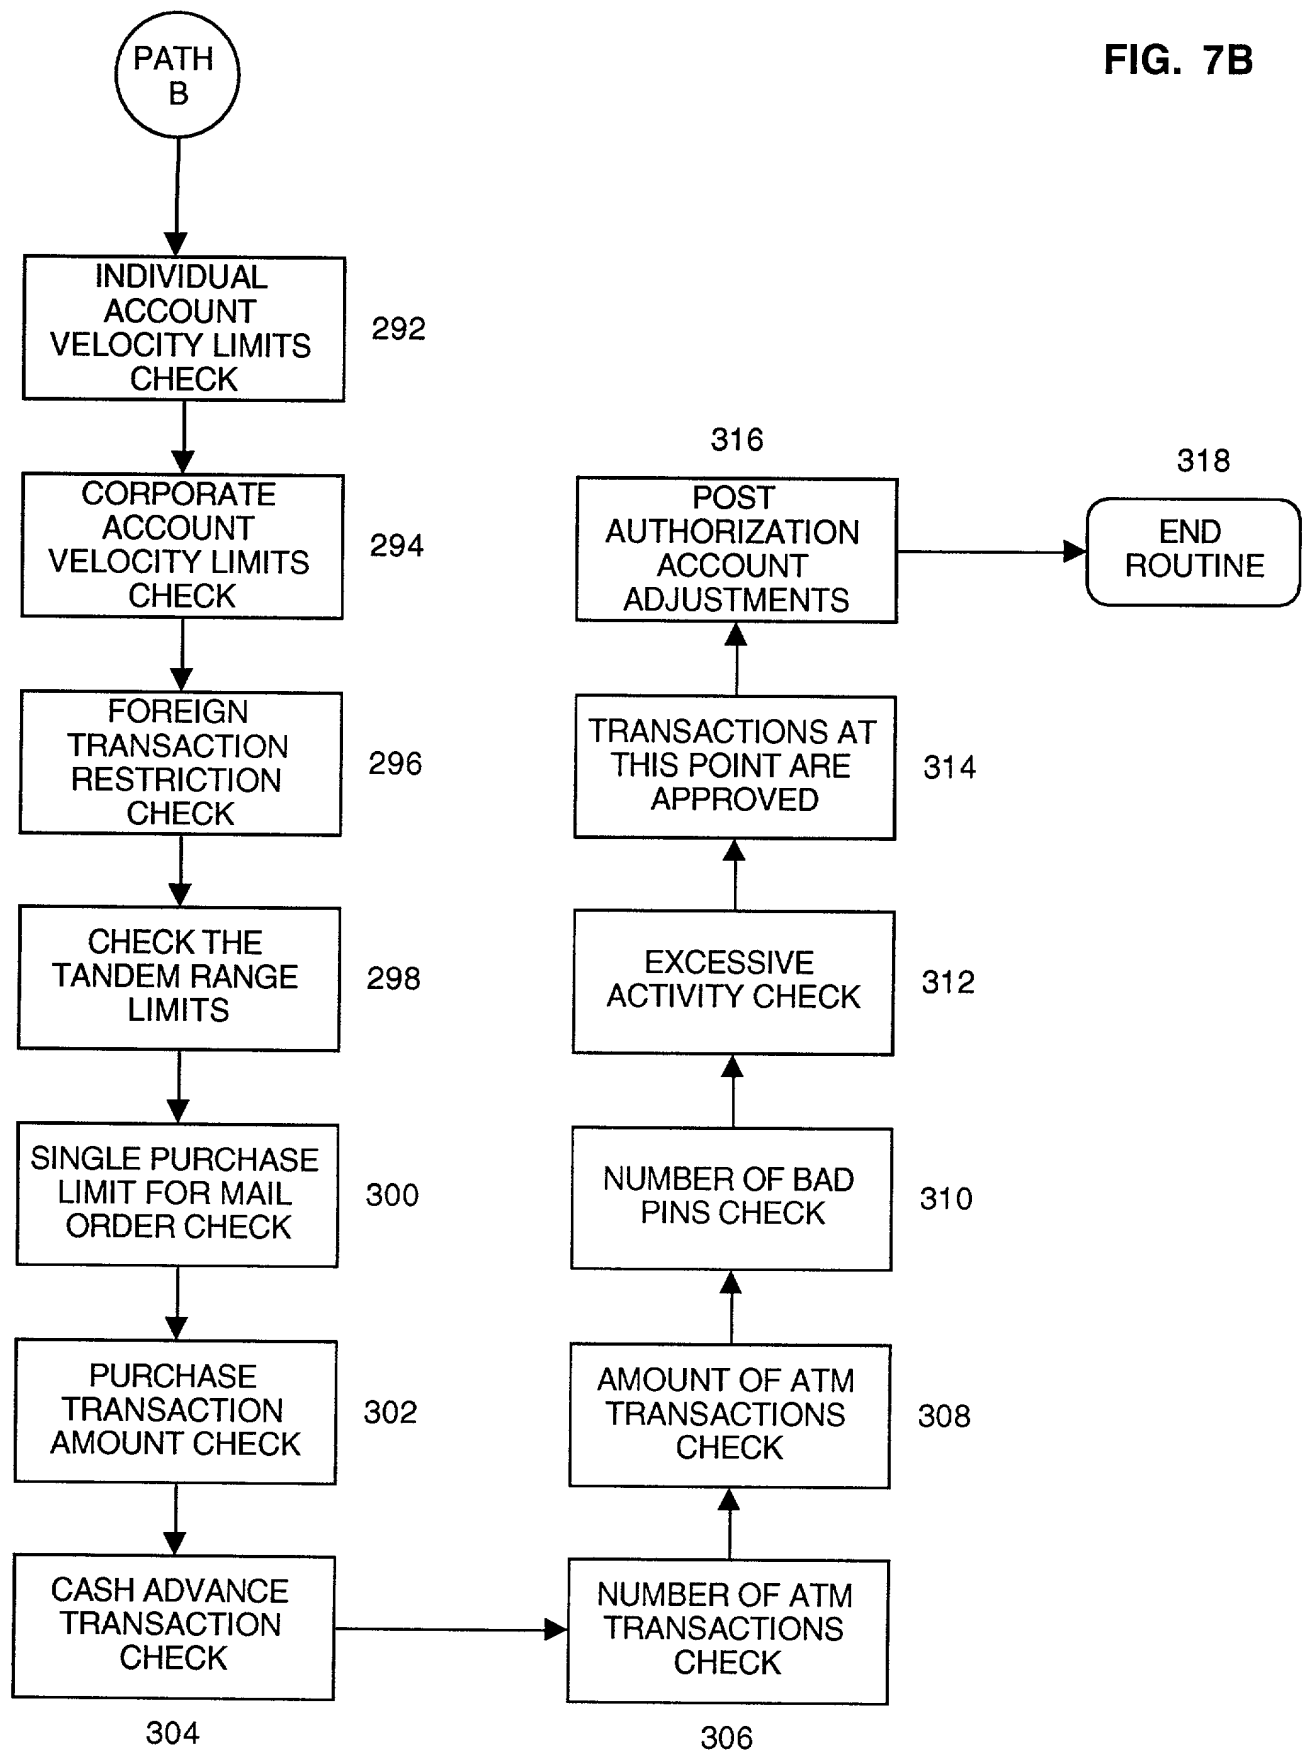 PATH
B
FIG. 7B
INDIVIDUAL
ACCOUNT
VELOCITY LIMITS
CHECK
292
CORPORATE
ACCOUNT
VELOCITY LIMITS
CHECK
294
FOREIGN
TRANSACTION
RESTRICTION
CHECK
296
CHECK THE
TANDEM RANGE
LIMITS
298
SINGLE PURCHASE
LIMIT FOR MAIL
ORDER CHECK
300
PURCHASE
TRANSACTION
AMOUNT CHECK
302
CASH ADVANCE
TRANSACTION
CHECK
304
NUMBER OF ATM
TRANSACTIONS
CHECK
306
AMOUNT OF ATM
TRANSACTIONS
CHECK
308
NUMBER OF BAD
PINS CHECK
310
EXCESSIVE
ACTIVITY CHECK
312
TRANSACTIONS AT
THIS POINT ARE
APPROVED
314
316
POST
AUTHORIZATION
ACCOUNT
ADJUSTMENTS
318
END
ROUTINE